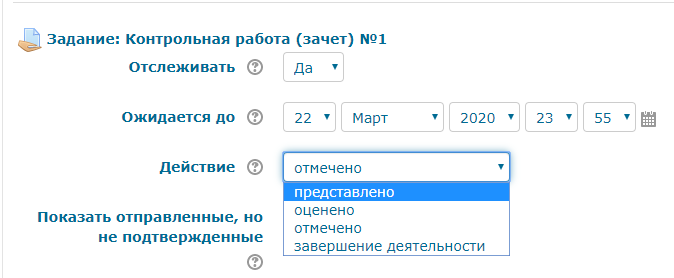 Задание: Контрольная работа (зачет) №1
Отслеживать ? Да
Ожидается до ? 22 Март 2020 23 55
Действие ? отмечено
представлено
оценено
отмечено
завершение деятельности
Показать отправленные, но
не подтвержденные
?